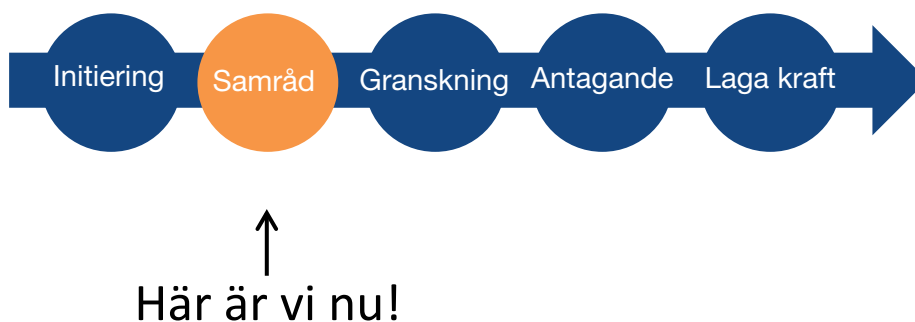 Initiering Samråd Granskning Antagande Laga kraft
Här är vi nu!